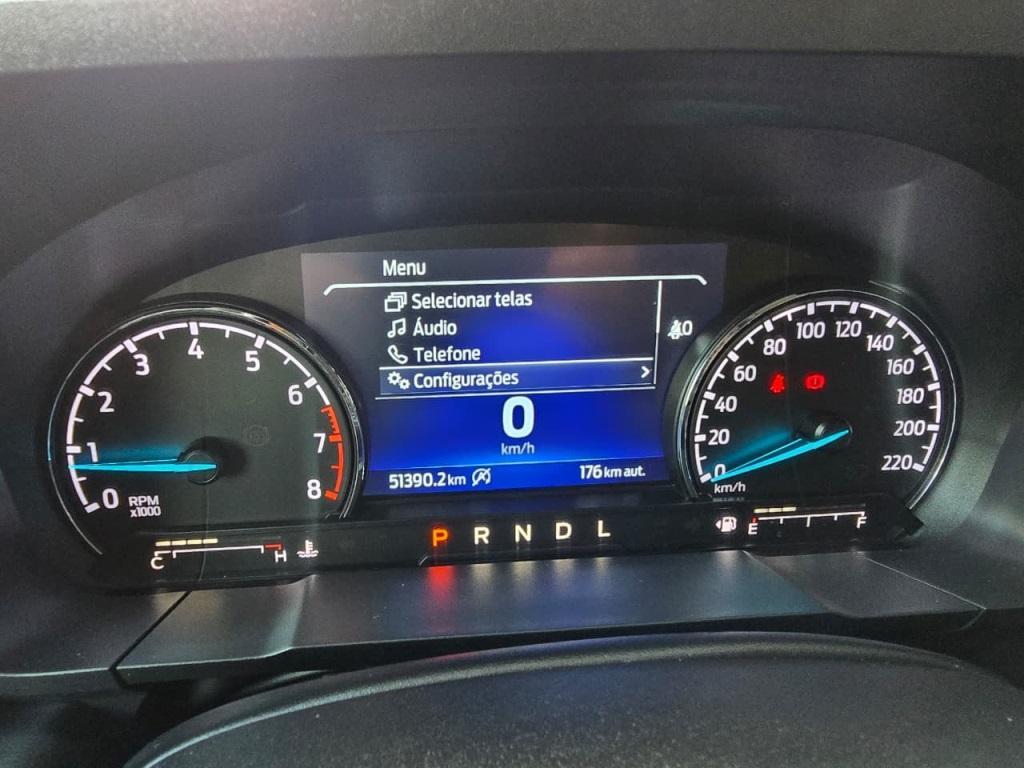 Menu
Selecionar telas
Áudio
Telefone
Configurações
0
km/h
51390.2 km
176 km aut.
0
1
2
3
4
5
6
7
8
RPM
x1000
0
20
40
60
80
100
120
140
160
180
200
220
km/h
C
H
P R N D L
E
F